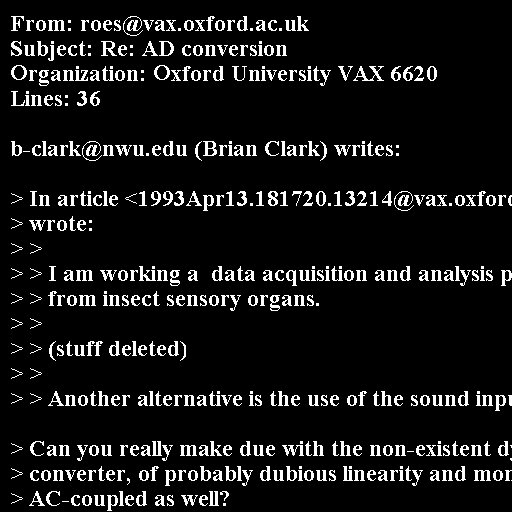 From: roes@vax.oxford.ac.uk
Subject: Re: AD conversion
Organization: Oxford University VAX 6620
Lines: 36

b-clark@nwu.edu (Brian Clark) writes:

> In article <1993Apr13.181720.13214@vax.oxford
> wrote:
> >
> > I am working a  data acquisition and analysis p
> > from insect sensory organs.
> >
> > (stuff deleted)
> >
> > Another alternative is the use of the sound inpu

> Can you really make due with the non-existent dy
> converter, of probably dubious linearity and mon
> AC-coupled as well?